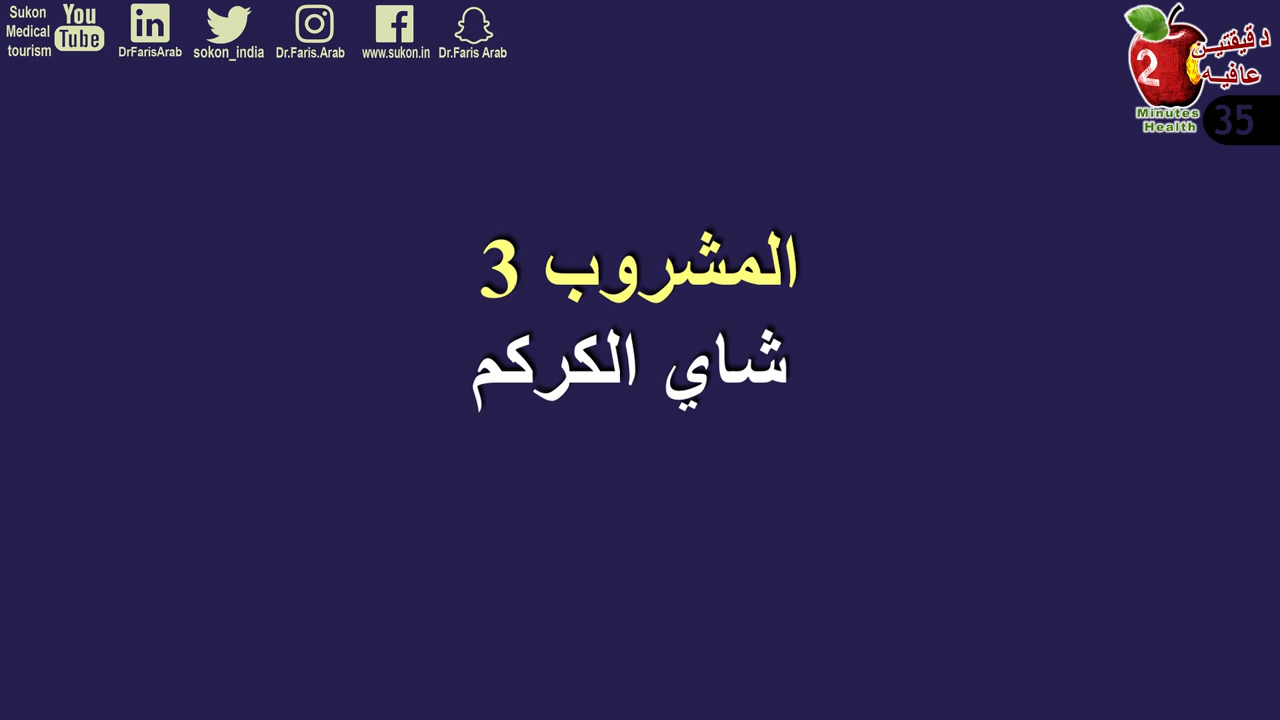 Sukon
Medical
tourism
You
Tube
in
DrFarisArab
sokon_india
Dr.Faris.Arab
www.sukon.in
Dr.Faris Arab
2
دقيقتين
عافيه
Minutes
Health
35
المشروب 3
شاي الكركم